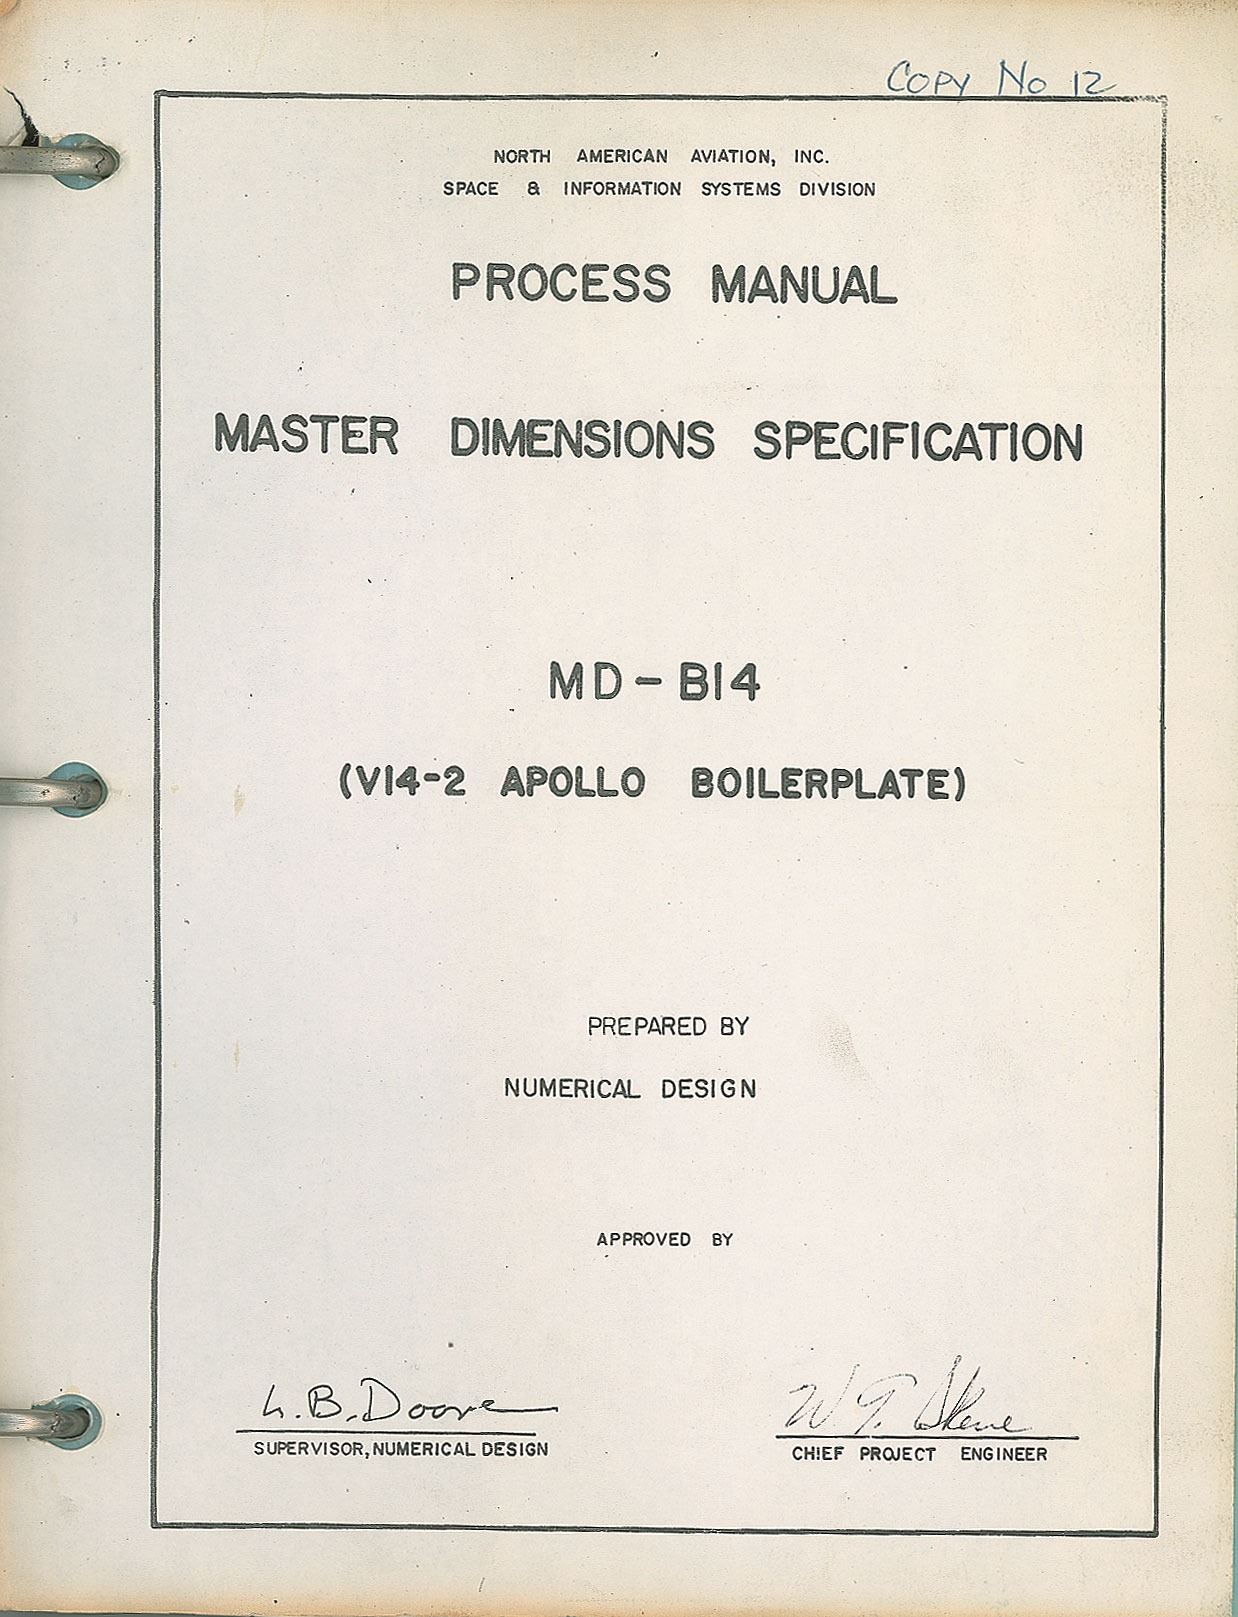 Copy No 12
NORTH AMERICAN AVIATION, INC.
SPACE & INFORMATION SYSTEMS DIVISION
PROCESS MANUAL
MASTER DIMENSIONS SPECIFICATION
MD-B14
(V14-2 APOLLO BOILERPLATE)
PREPARED BY
NUMERICAL DESIGN
APPROVED BY
L. B. Doore
SUPERVISOR, NUMERICAL DESIGN
W. T.
CHIEF PROJECT ENGINEER